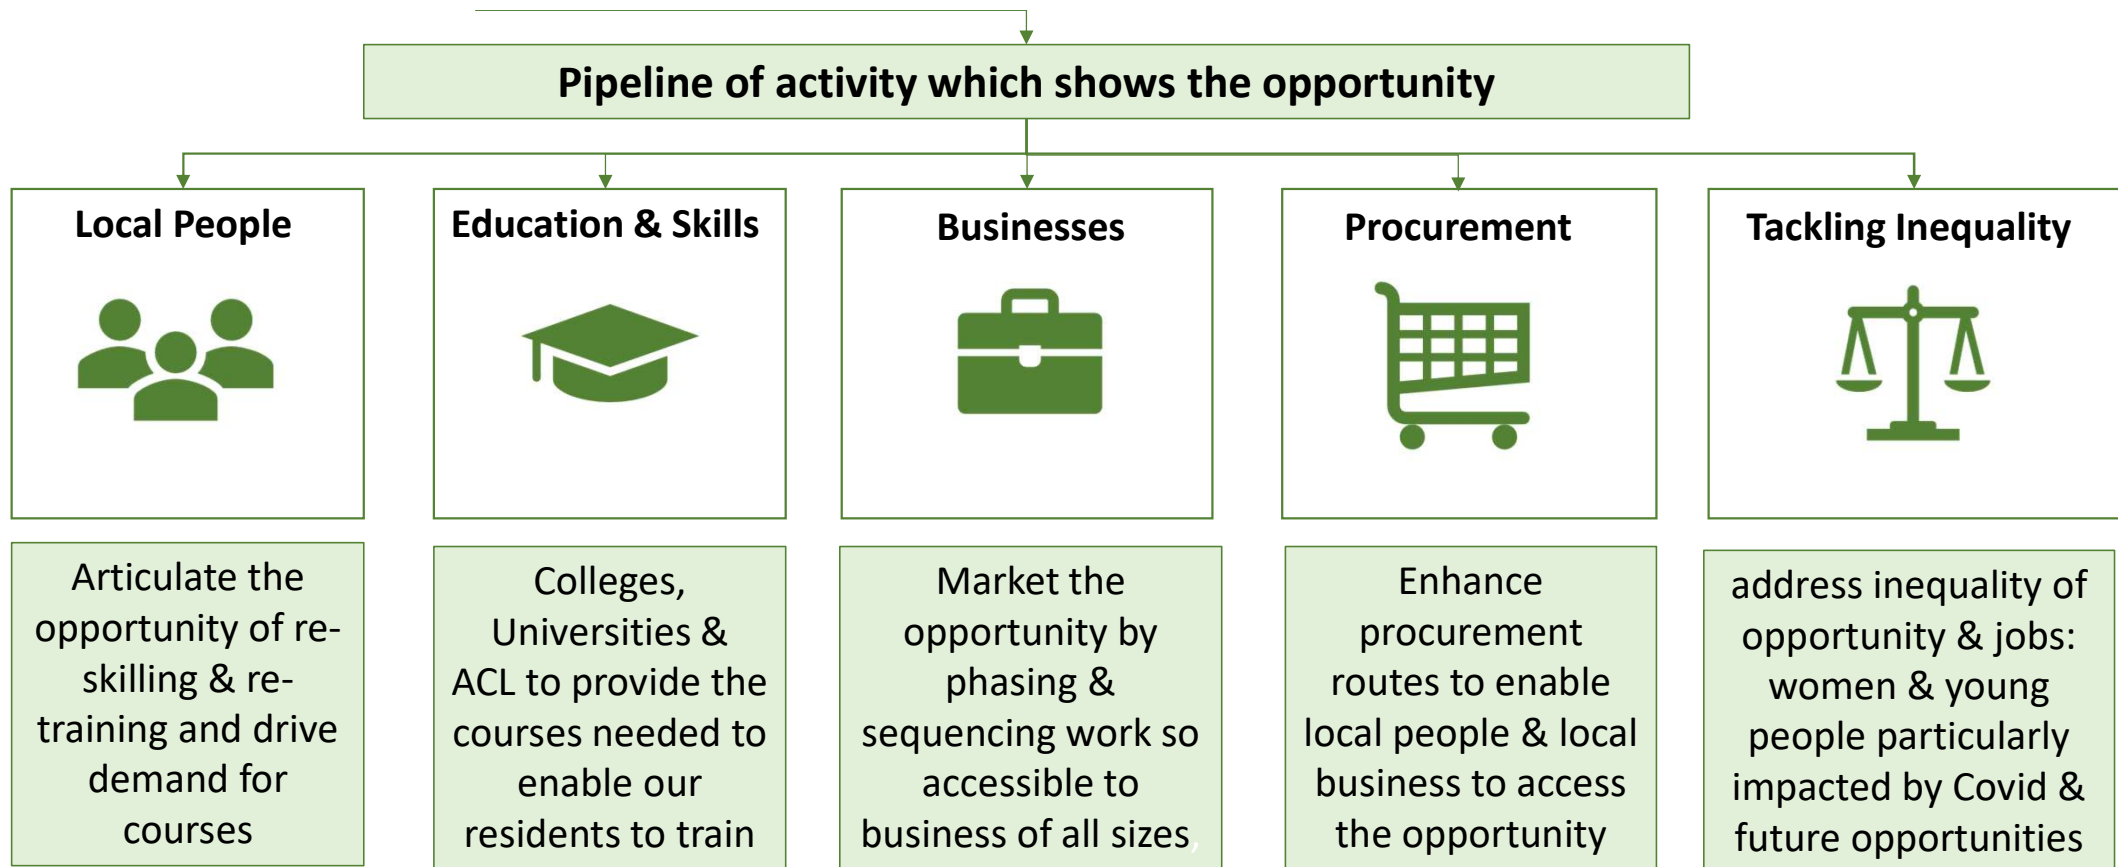 Pipeline of activity which shows the opportunity
Local People
Education & Skills
Businesses
Procurement
Tackling Inequality
Articulate the
opportunity of re-
skilling & re-
training and drive
demand for
courses
Colleges,
Universities &
ACL to provide the
courses needed to
enable our
residents to train
Market the
opportunity by
phasing &
sequencing work so
accessible to
business of all sizes,
Enhance
procurement
routes to enable
local people & local
business to access
the opportunity
address inequality of
opportunity & jobs:
women & young
people particularly
impacted by Covid &
future opportunities